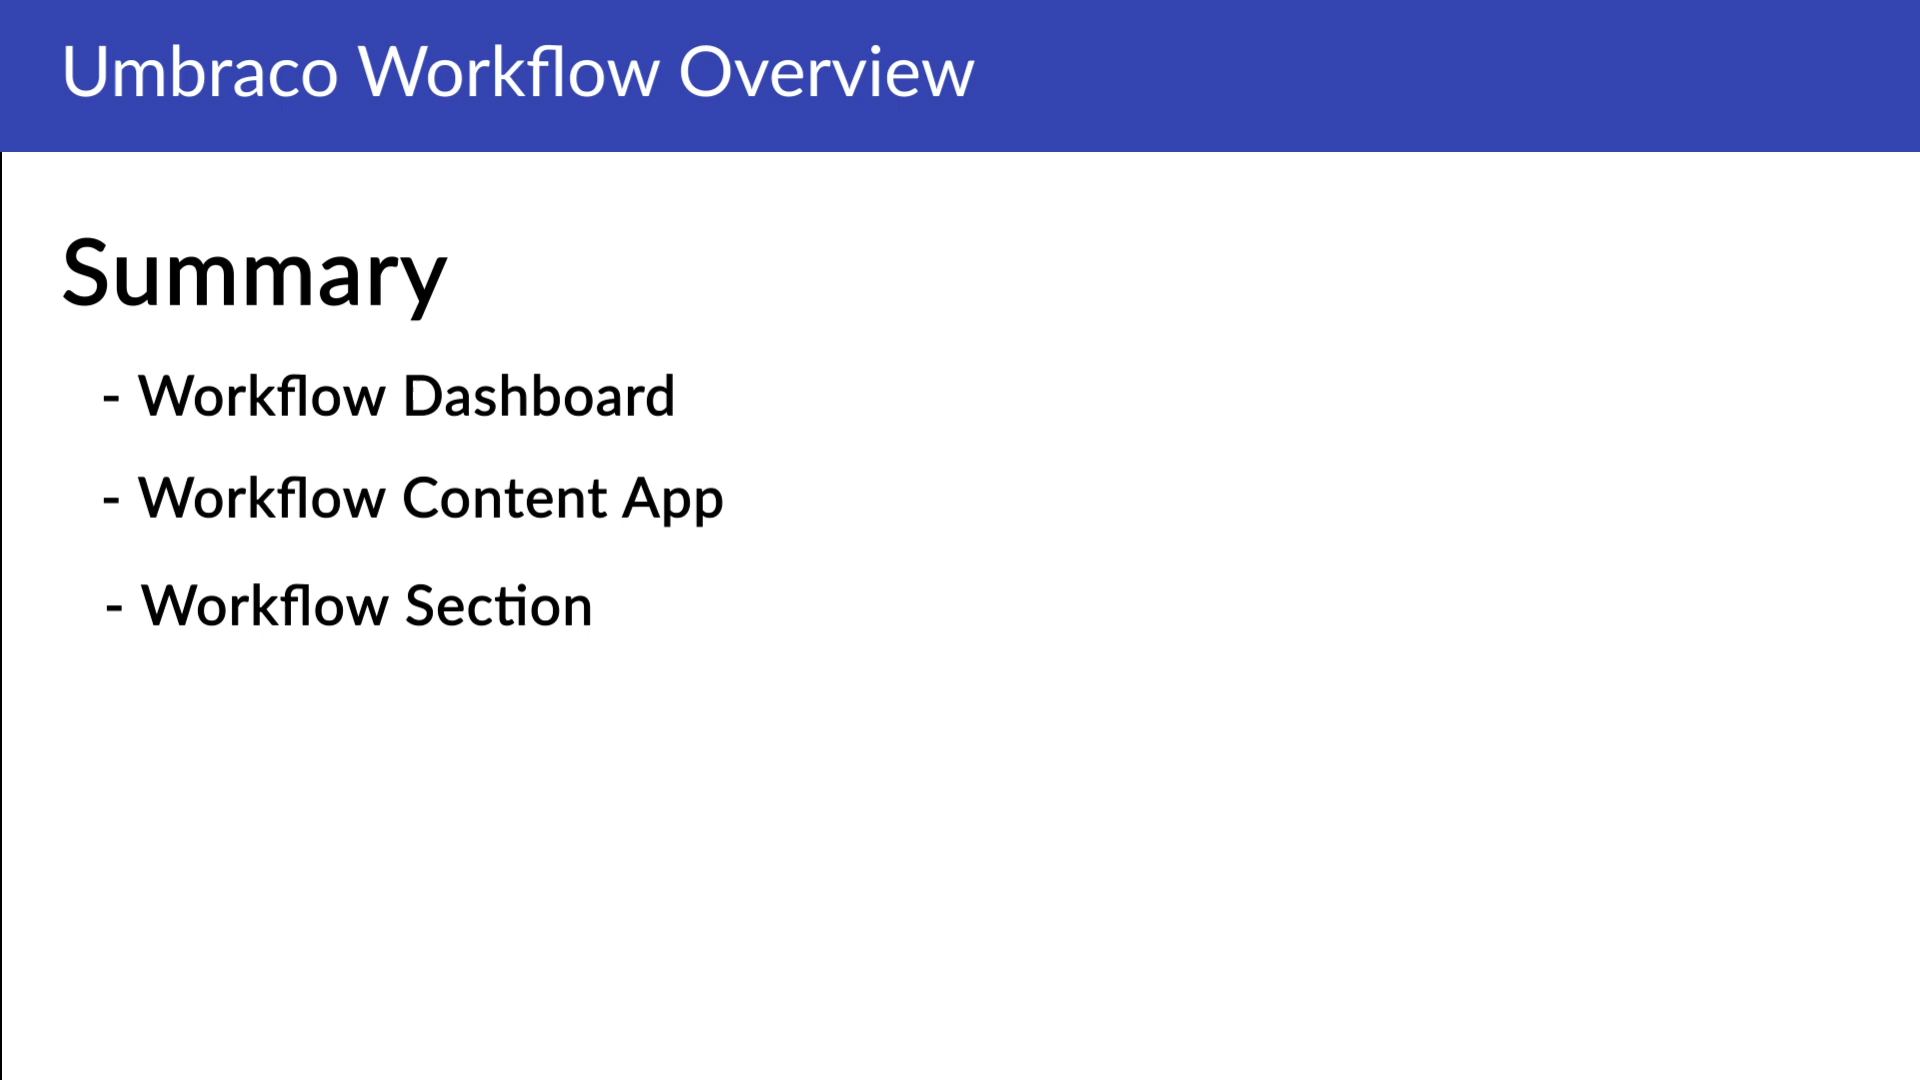 Umbraco Workflow Overview
Summary
- Workflow Dashboard
- Workflow Content App
- Workflow Section